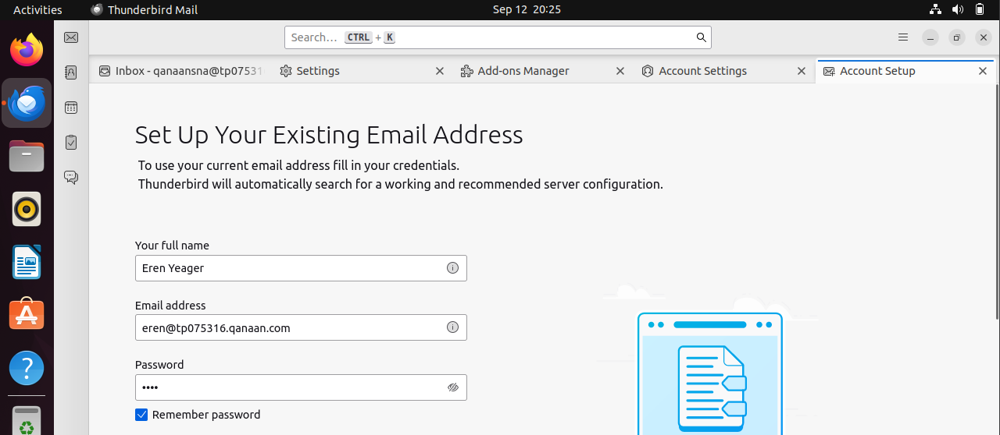 Activities Thunderbird Mail Sep 12 20:25
Search... CTRL + K
Inbox - qanaansna@tp07531 Settings Add-ons Manager Account Settings Account Setup
Set Up Your Existing Email Address
To use your current email address fill in your credentials.
Thunderbird will automatically search for a working and recommended server configuration.
Your full name
Eren Yeager
Email address
eren@tp075316.qanaan.com
Password
••••
Remember password